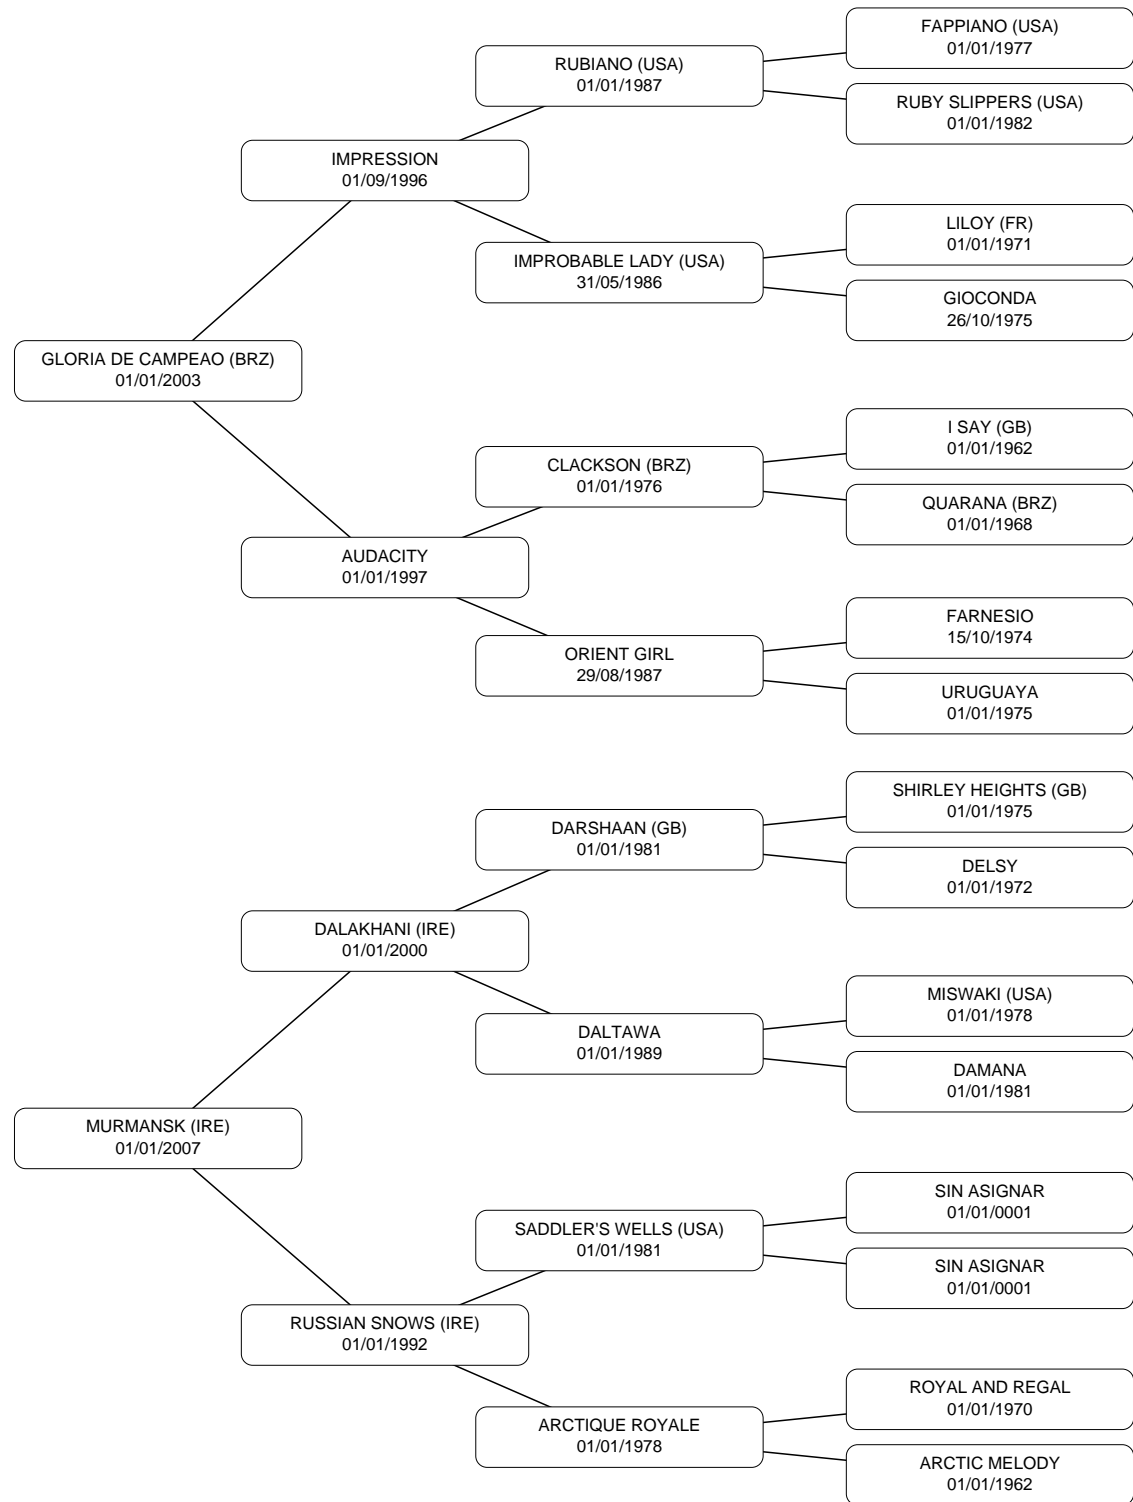 FAPPIANO (USA)
01/01/1977
RUBIANO (USA)
01/01/1987
RUBY SLIPPERS (USA)
01/01/1982
IMPRESSION
01/09/1996
LILOY (FR)
01/01/1971
IMPROBABLE LADY (USA)
31/05/1986
GIOCONDA
26/10/1975
GLORIA DE CAMPEAO (BRZ)
01/01/2003
I SAY (GB)
01/01/1962
CLACKSON (BRZ)
01/01/1976
QUARANA (BRZ)
01/01/1968
AUDACITY
01/01/1997
FARNESIO
15/10/1974
ORIENT GIRL
29/08/1987
URUGUAYA
01/01/1975
SHIRLEY HEIGHTS (GB)
01/01/1975
DARSHAAN (GB)
01/01/1981
DELSY
01/01/1972
DALAKHANI (IRE)
01/01/2000
MISWAKI (USA)
01/01/1978
DALTAWA
01/01/1989
DAMANA
01/01/1981
MURMANSK (IRE)
01/01/2007
SIN ASIGNAR
01/01/0001
SADDLER'S WELLS (USA)
01/01/1981
SIN ASIGNAR
01/01/0001
RUSSIAN SNOWS (IRE)
01/01/1992
ROYAL AND REGAL
01/01/1970
ARCTIQUE ROYALE
01/01/1978
ARCTIC MELODY
01/01/1962